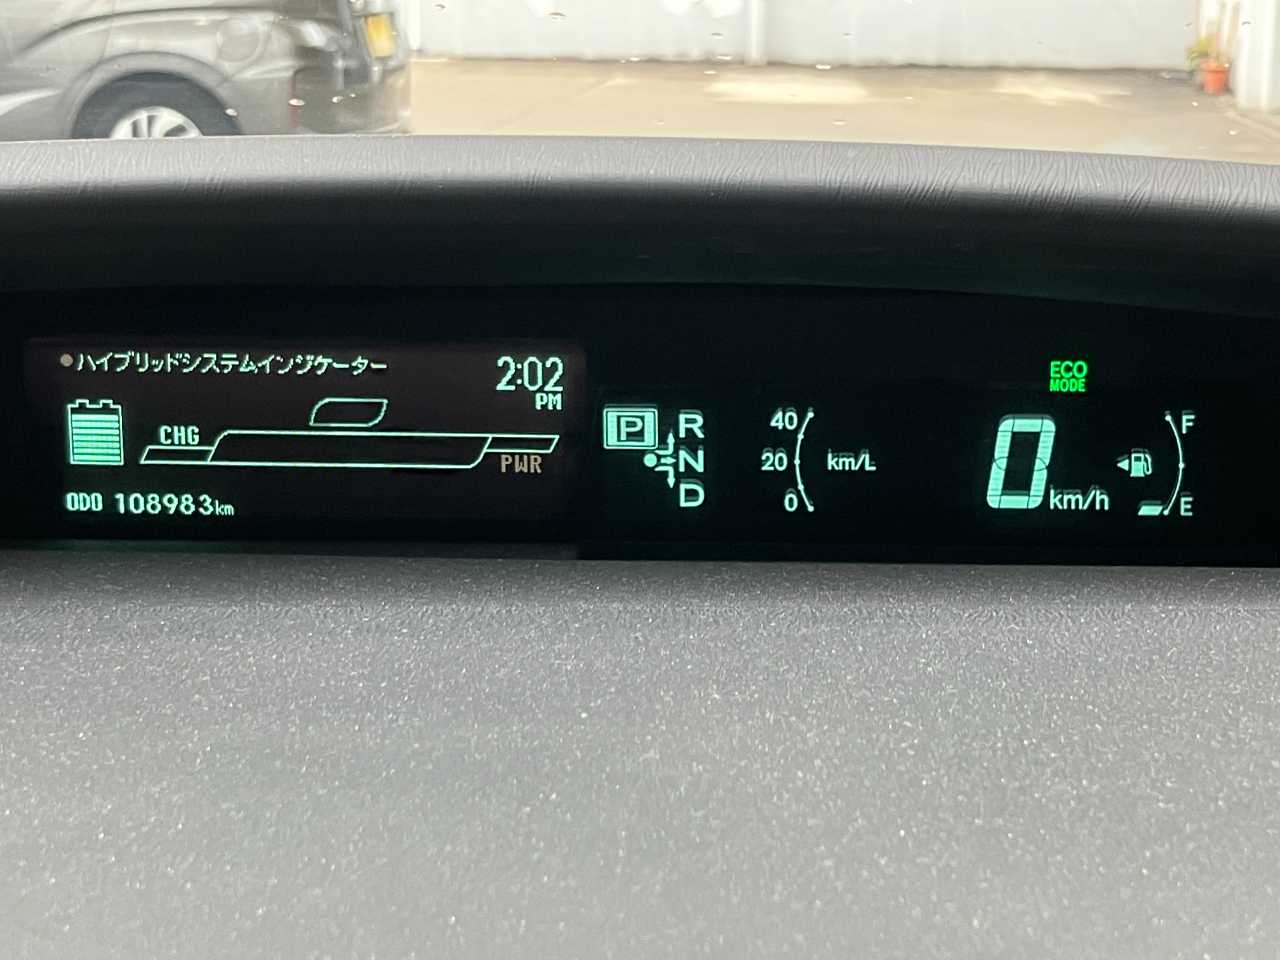 ハイブリッドシステムインジケーター
2:02
PM
CHG
PWR
ODO 108983km
P
R
N
D
40
20
0
km/L
ECO
MODE
0 km/h
F
E